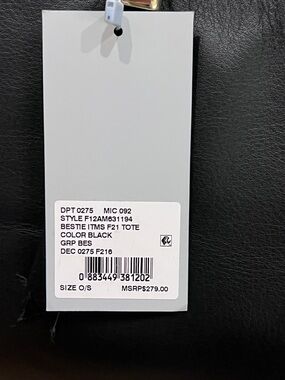 DPT 0275 MIC 092
STYLE F12AM631194
BESTIE ITMS F21 TOTE
COLOR BLACK
GRP BES
DEC 0275 F216
0 883449 381202
SIZE O/S MSRP$279.00